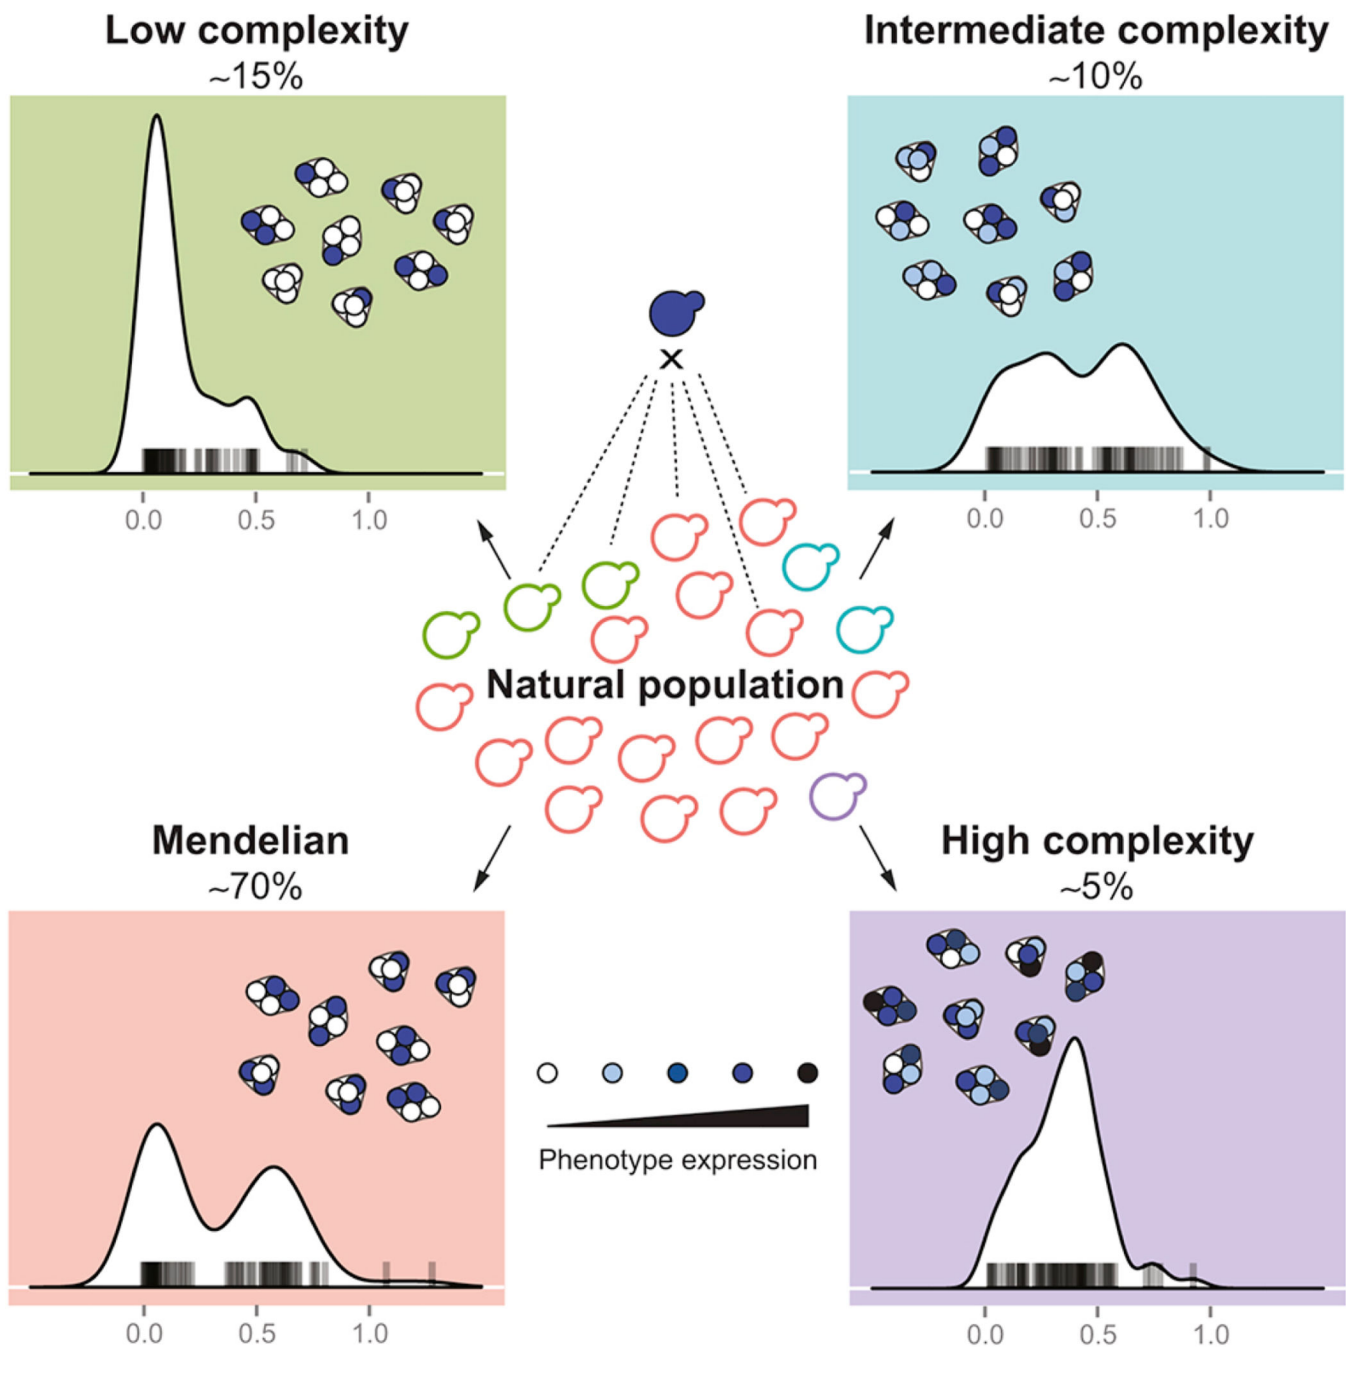 Low complexity
~15%
Intermediate complexity
~10%
0.0 0.5 1.0
0.0 0.5 1.0
x
Natural population
Mendelian
~70%
High complexity
~5%
Phenotype expression
0.0 0.5 1.0
0.0 0.5 1.0